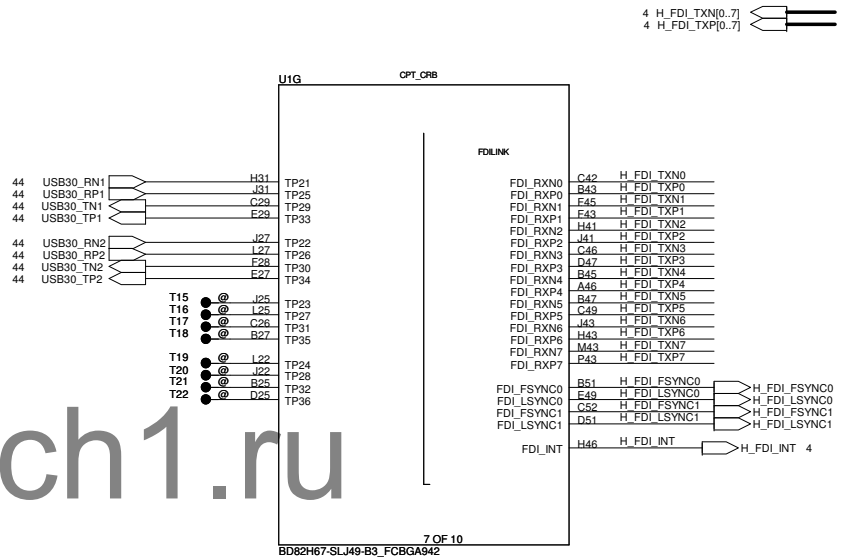 4 H_FDI_TXN[0..7]
4 H_FDI_TXP[0..7]
U1G CPT_CRB
FDILINK
44 USB30_RN1 H31 TP21
44 USB30_RP1 J31 TP25
44 USB30_TN1 C29 TP29
44 USB30_TP1 E29 TP33
44 USB30_RN2 J27 TP22
44 USB30_RP2 L27 TP26
44 USB30_TN2 F28 TP30
44 USB30_TP2 E27 TP34
T15 @ J25 TP23
T16 @ L25 TP27
T17 @ C26 TP31
T18 @ B27 TP35
T19 @ L22 TP24
T20 @ J22 TP28
T21 @ B25 TP32
T22 @ D25 TP36
FDI_RXN0 C42 H_FDI_TXN0
FDI_RXP0 B43 H_FDI_TXP0
FDI_RXN1 F45 H_FDI_TXN1
FDI_RXP1 F43 H_FDI_TXP1
FDI_RXN2 H41 H_FDI_TXN2
FDI_RXP2 J41 H_FDI_TXP2
FDI_RXN3 C46 H_FDI_TXN3
FDI_RXP3 D47 H_FDI_TXP3
FDI_RXN4 B45 H_FDI_TXN4
FDI_RXP4 A46 H_FDI_TXP4
FDI_RXN5 B47 H_FDI_TXN5
FDI_RXP5 C49 H_FDI_TXP5
FDI_RXN6 J43 H_FDI_TXN6
FDI_RXP6 H43 H_FDI_TXP6
FDI_RXN7 M43 H_FDI_TXN7
FDI_RXP7 P43 H_FDI_TXP7
FDI_FSYNC0 B51 H_FDI_FSYNC0 H_FDI_FSYNC0
FDI_LSYNC0 E49 H_FDI_LSYNC0 H_FDI_LSYNC0
FDI_FSYNC1 C52 H_FDI_FSYNC1 H_FDI_FSYNC1
FDI_LSYNC1 D51 H_FDI_LSYNC1 H_FDI_LSYNC1
FDI_INT H46 H_FDI_INT H_FDI_INT 4
ch1.ru
7 OF 10
BD82H67-SLJ49-B3_FCBGA942